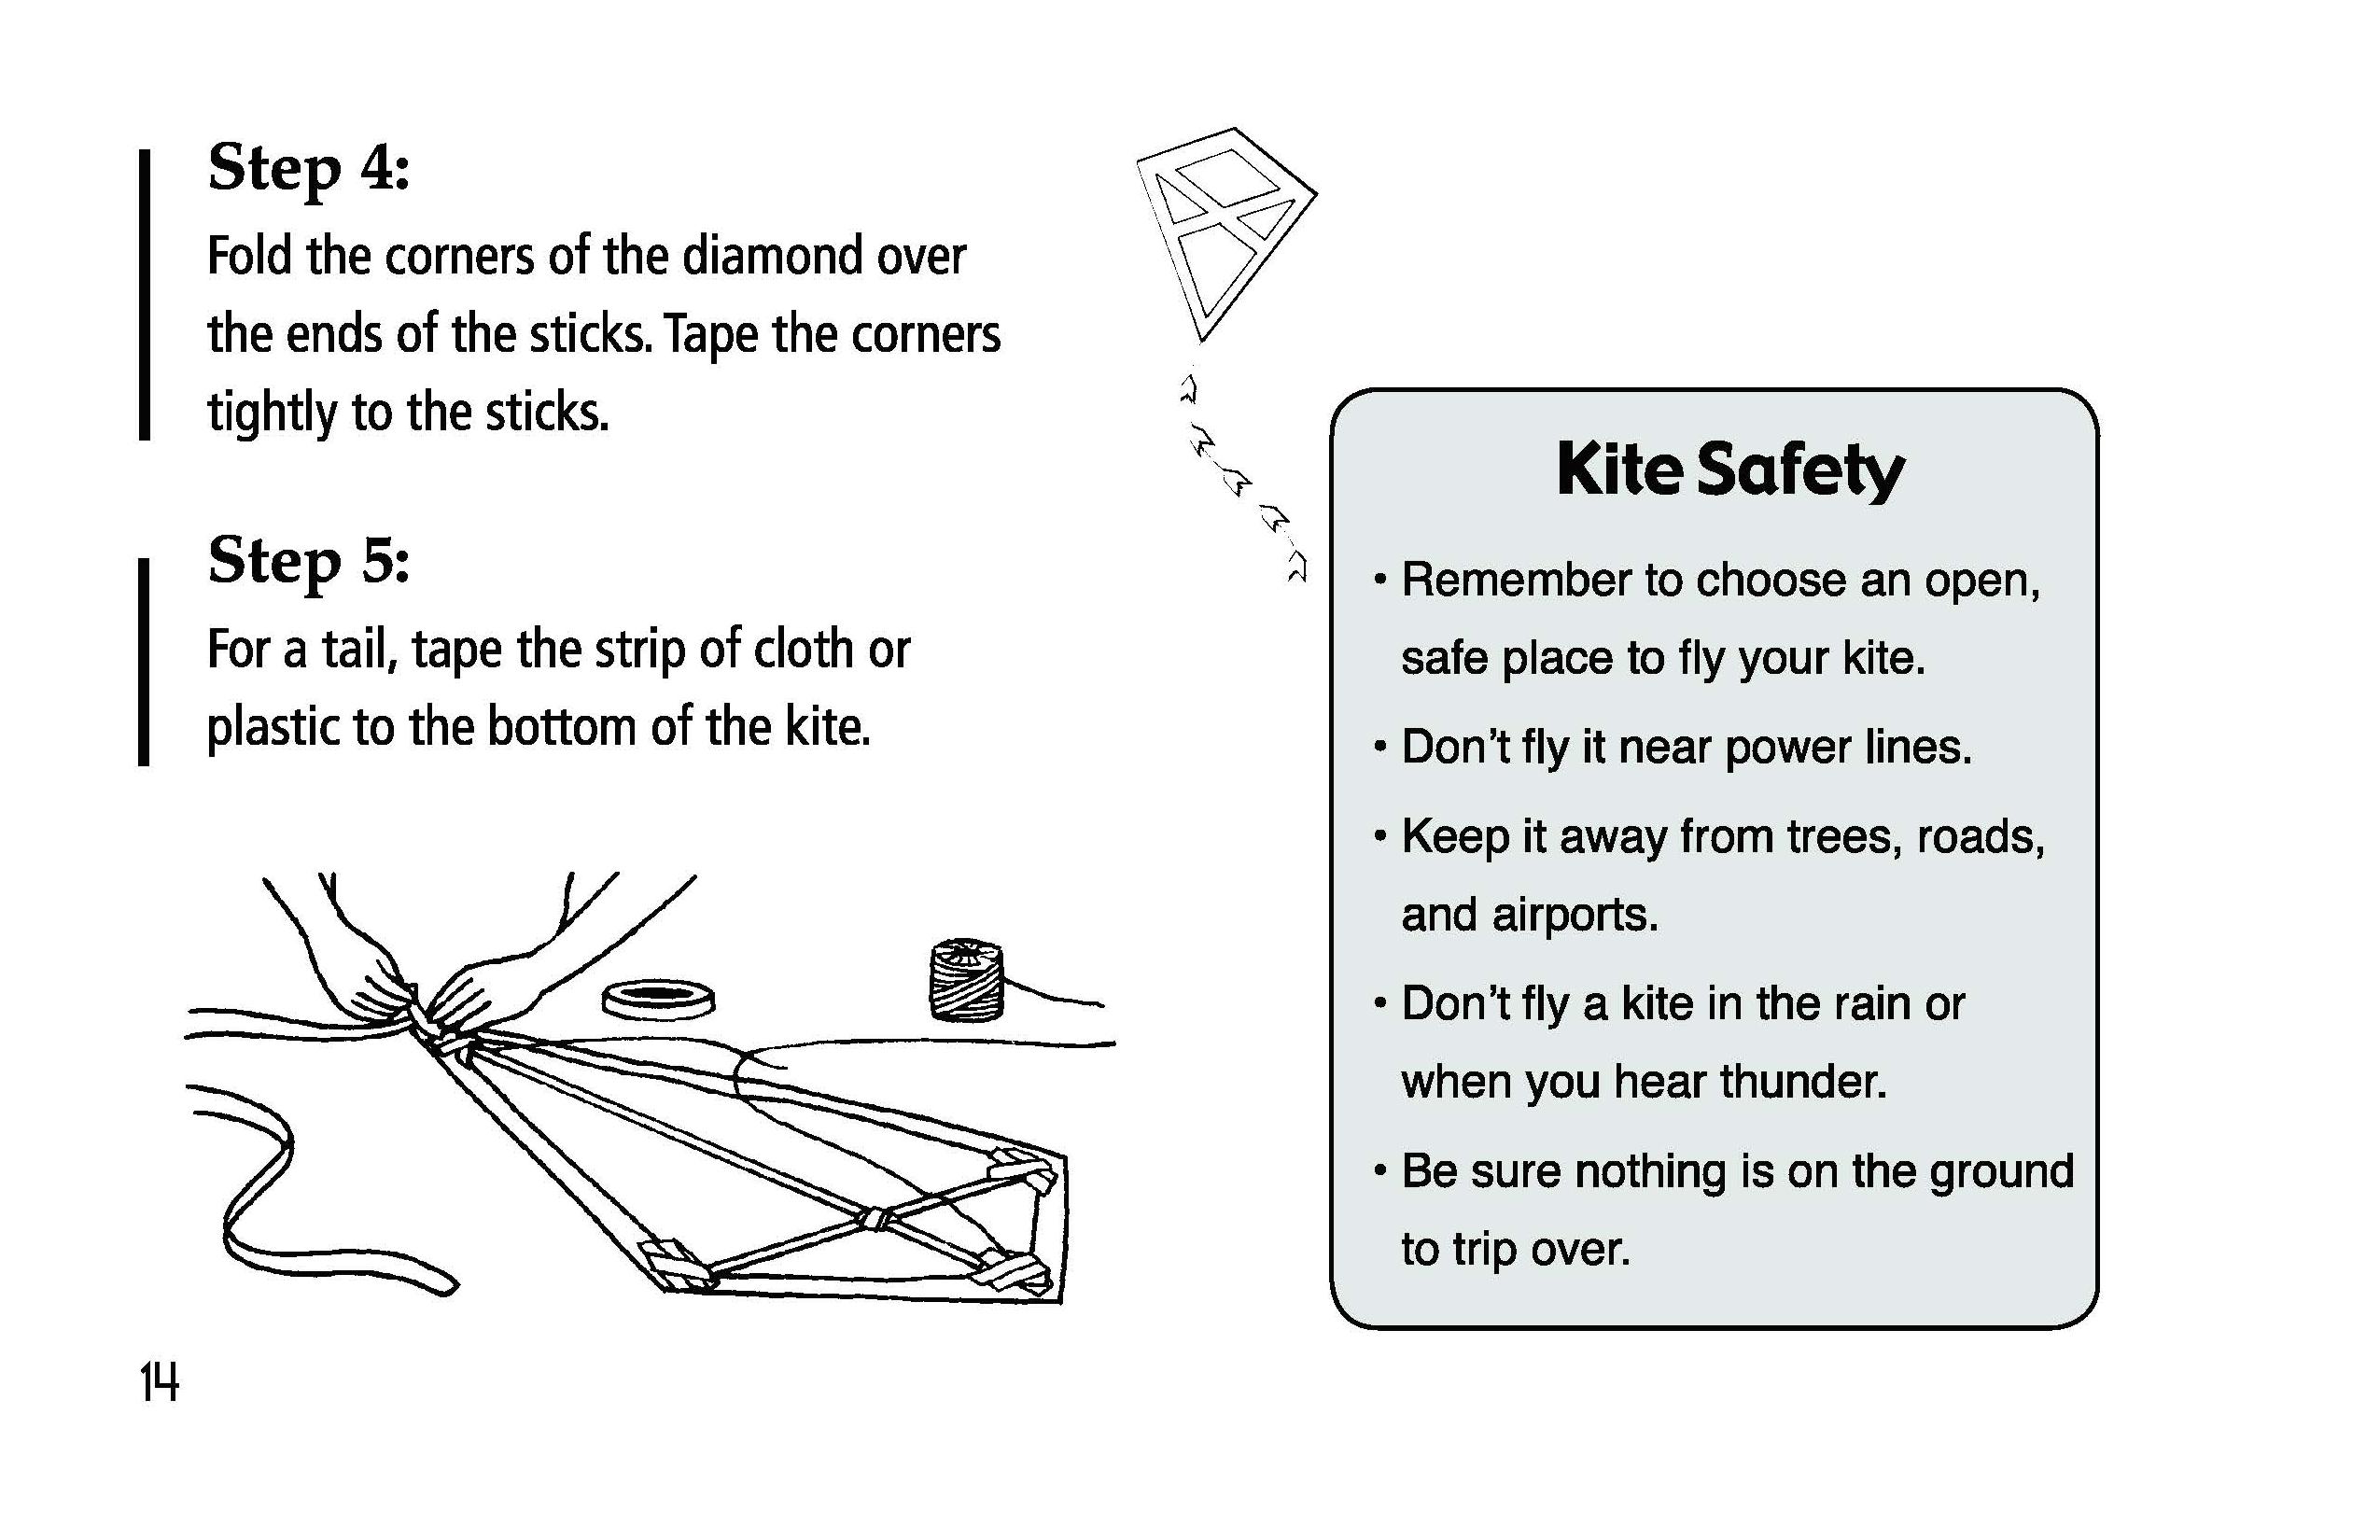 Step 4:
Fold the corners of the diamond over
the ends of the sticks. Tape the corners
tightly to the sticks.
Step 5:
For a tail, tape the strip of cloth or
plastic to the bottom of the kite.
Kite Safety
• Remember to choose an open,
safe place to fly your kite.
• Don't fly it near power lines.
• Keep it away from trees, roads,
and airports.
• Don't fly a kite in the rain or
when you hear thunder.
• Be sure nothing is on the ground
to trip over.
14